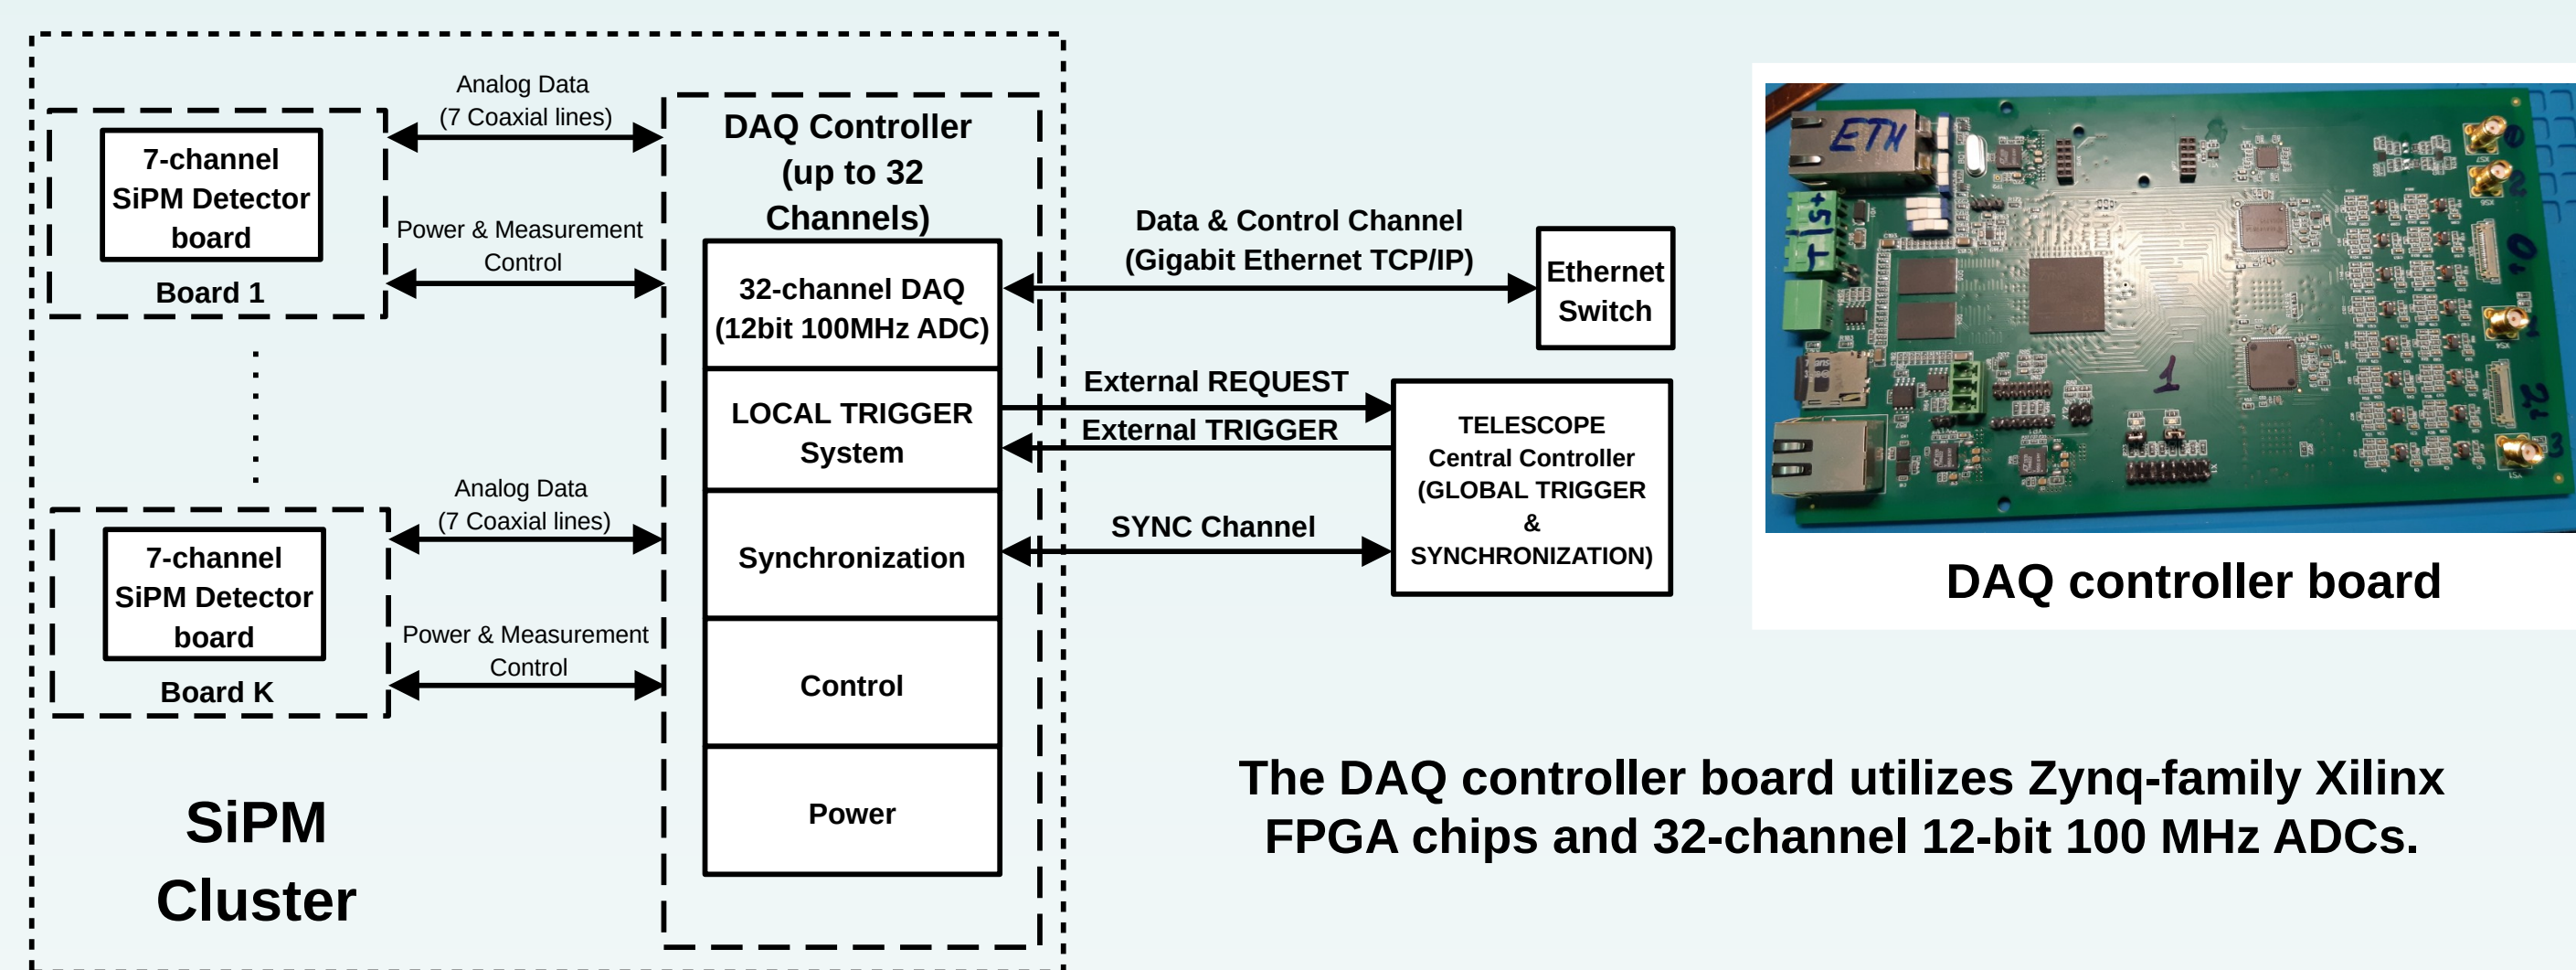 Analog Data
(7 Coaxial lines)
7-channel
SiPM Detector
board
Board 1
Power & Measurement
Control
Analog Data
(7 Coaxial lines)
7-channel
SiPM Detector
board
Board K
Power & Measurement
Control
SiPM
Cluster
DAQ Controller
(up to 32
Channels)
32-channel DAQ
(12bit 100MHz ADC)
LOCAL TRIGGER
System
Synchronization
Control
Power
Data & Control Channel
(Gigabit Ethernet TCP/IP)
Ethernet
Switch
External REQUEST
External TRIGGER
SYNC Channel
TELESCOPE
Central Controller
(GLOBAL TRIGGER
&
SYNCHRONIZATION)
ETH
+5
1
3
DAQ controller board
The DAQ controller board utilizes Zynq-family Xilinx
FPGA chips and 32-channel 12-bit 100 MHz ADCs.